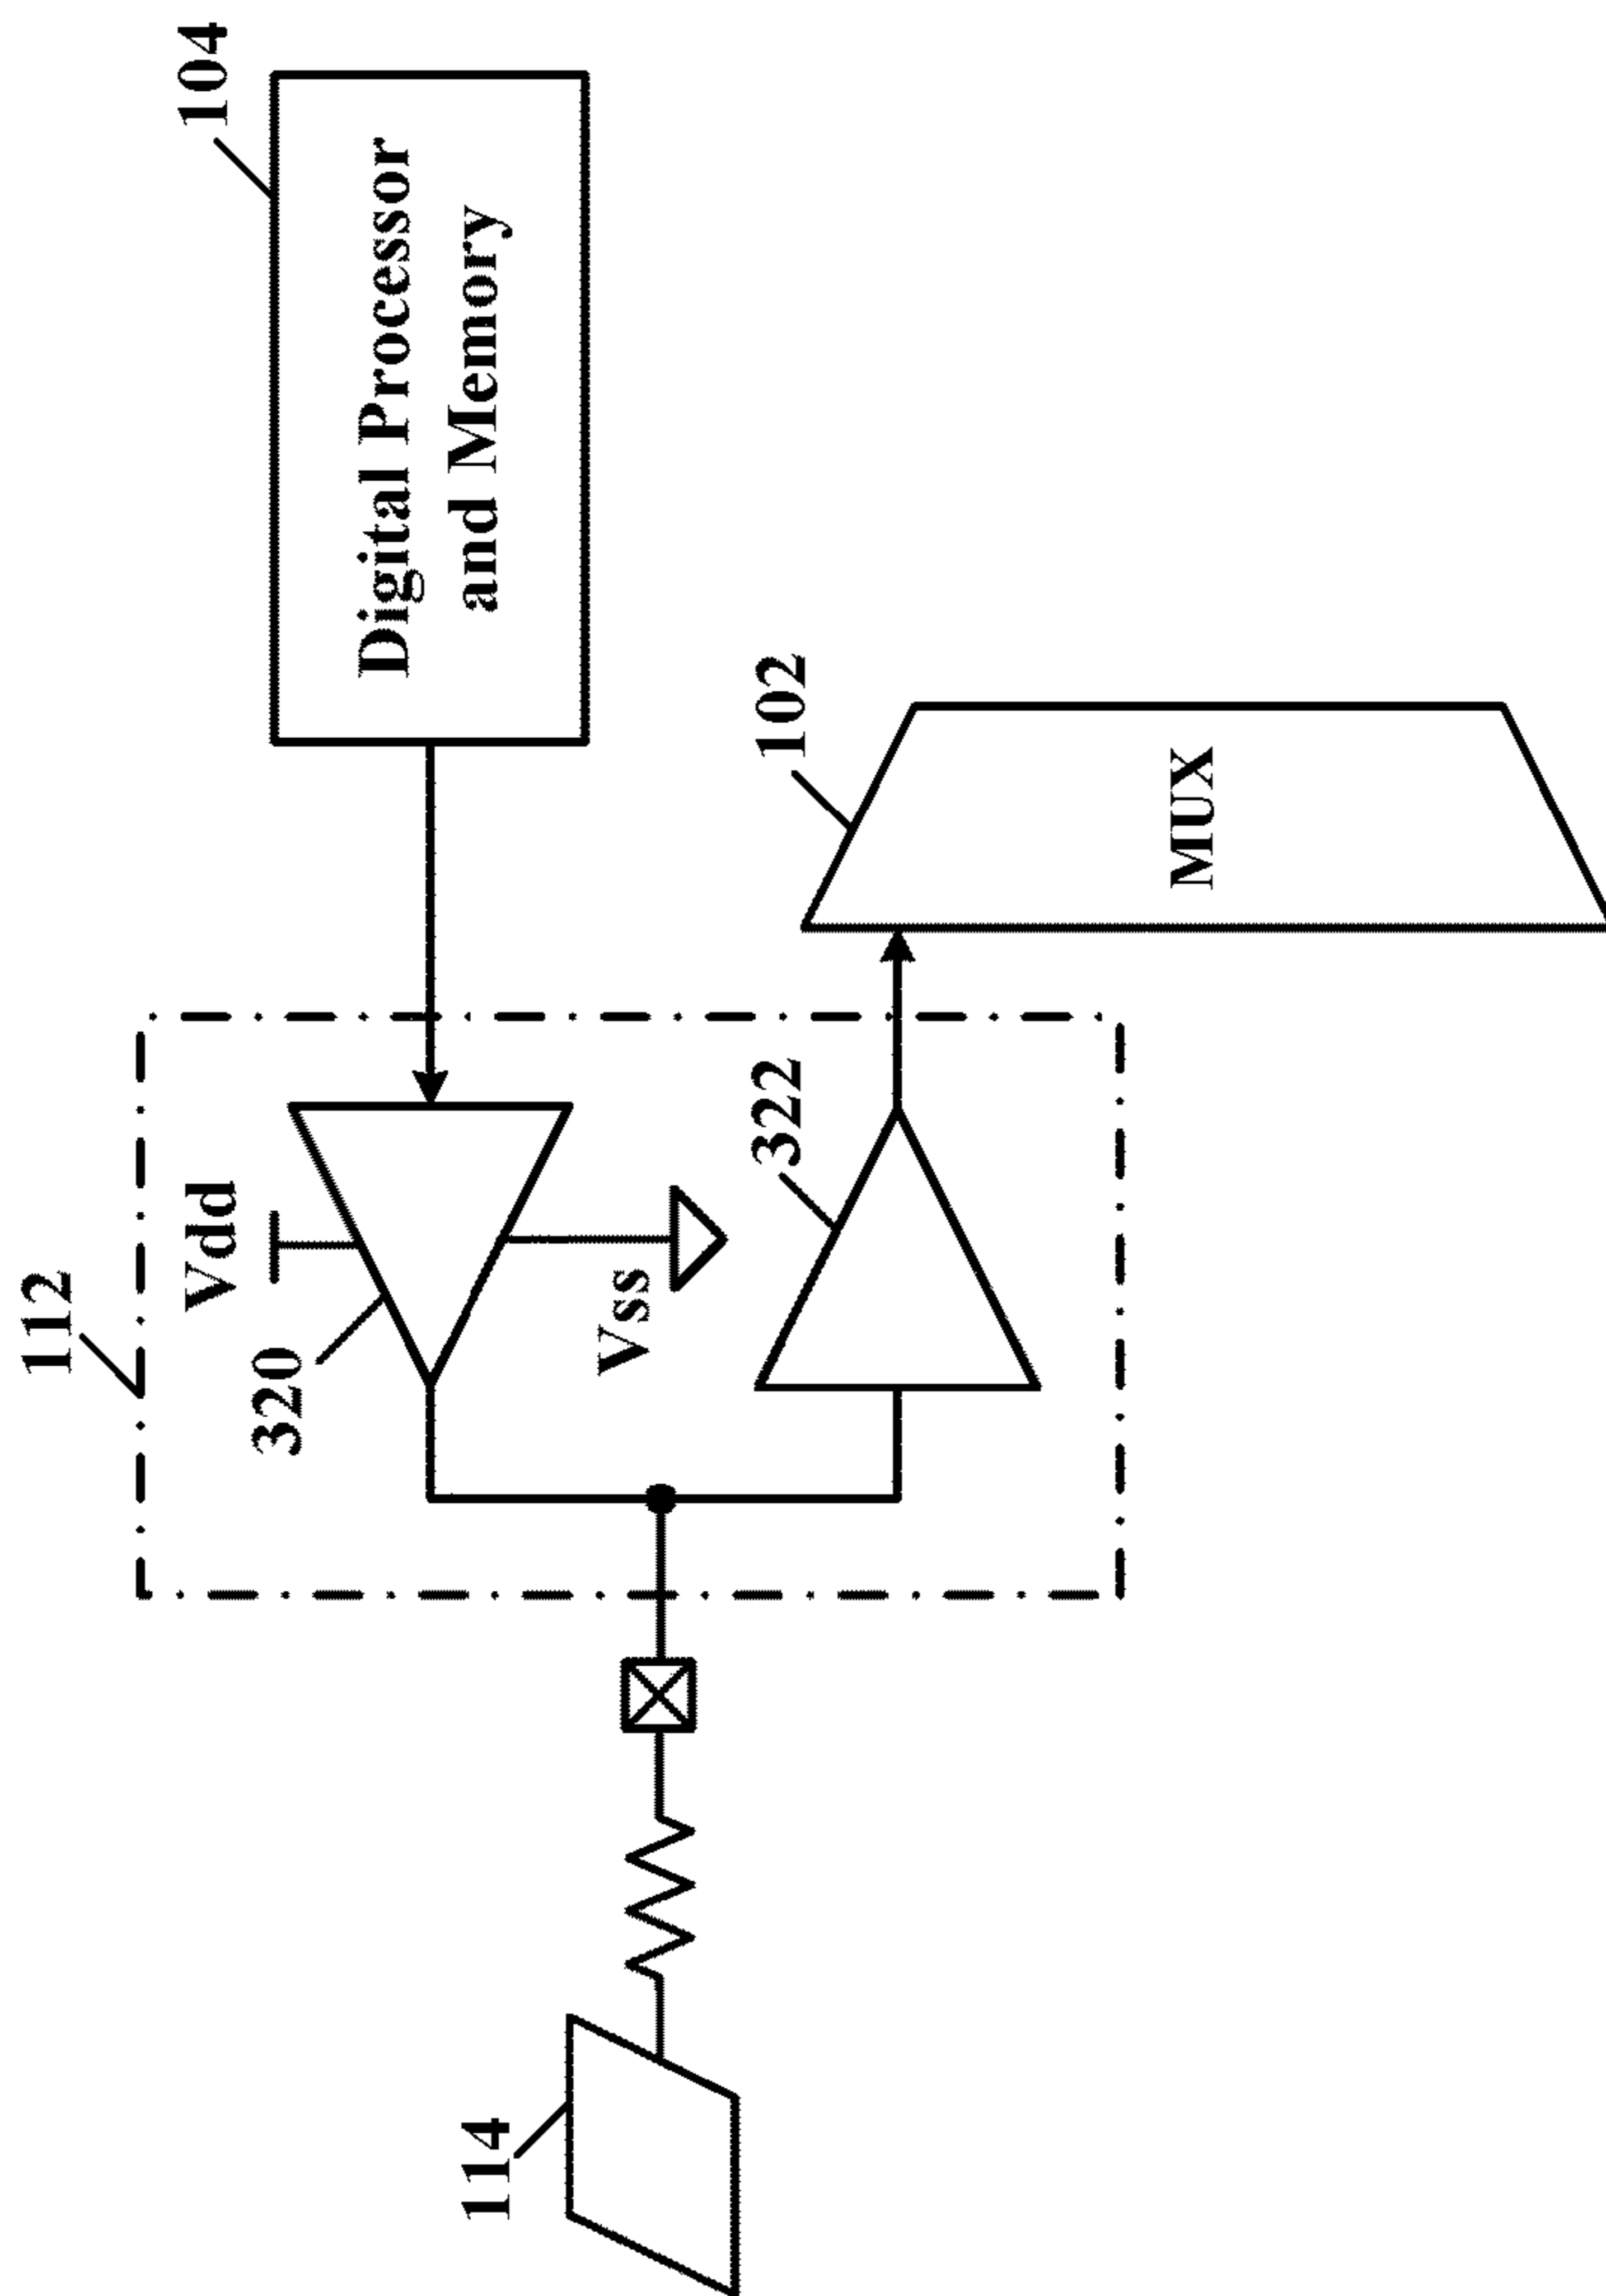 104
Digital Processor
and Memory
112
Vdd
320
Vss
322
102
MUX
114